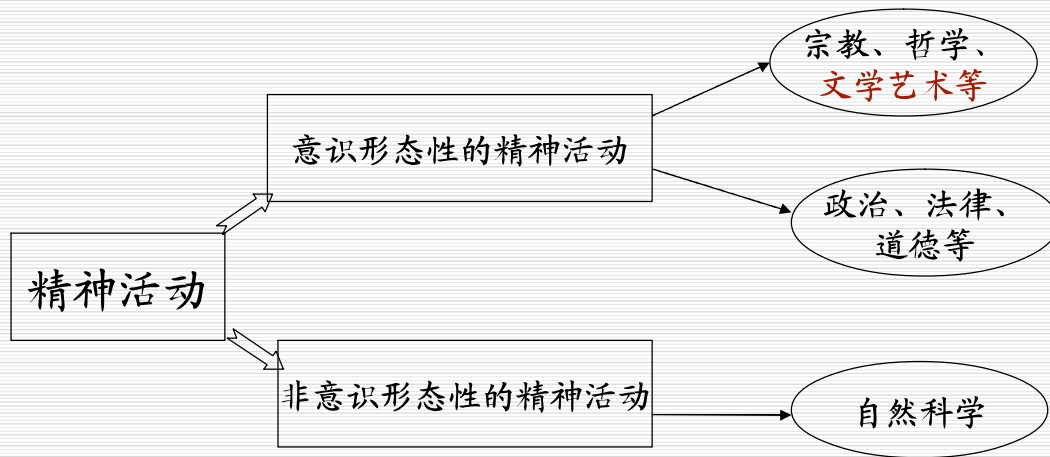 宗教、哲学、
文学艺术等
意识形态性的精神活动
政治、法律、
道德等
精神活动
非意识形态性的精神活动
自然科学